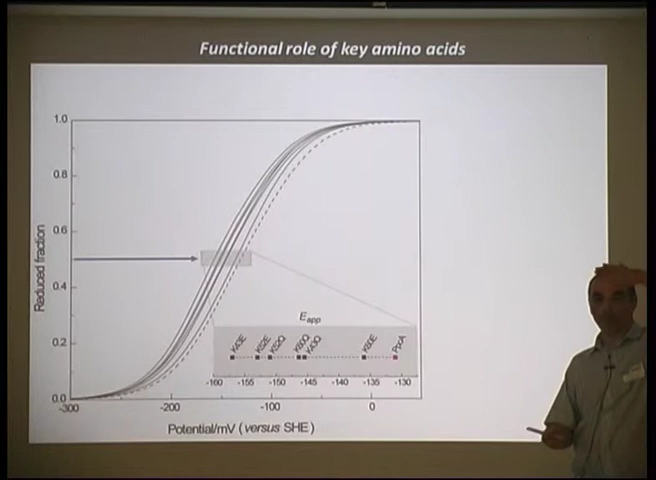 Functional role of key amino acids
1.0
0.8
0.6
0.4
0.2
0.0
Reduced fraction
-300
-200
-100
0
Potential/mV (versus SHE)
Eapp
K43E
K52E
K52Q
K60Q
K43Q
K60E
PpcA
-160
-155
-150
-145
-140
-135
-130